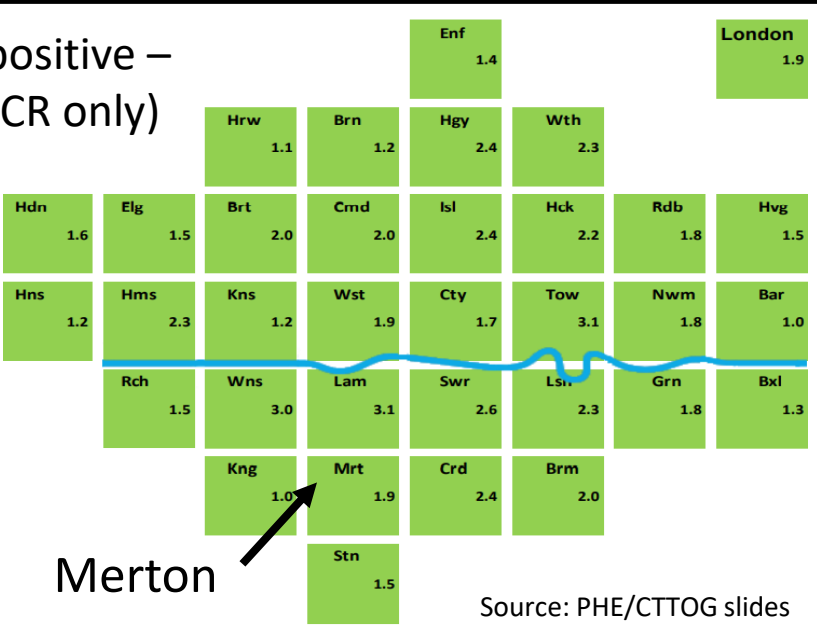 positive –
CR only)
Enf
1.4
London
1.9
Hrw
1.1
Brn
1.2
Hgy
2.4
Wth
2.3
Hdn
1.6
Elg
1.5
Brt
2.0
Cmd
2.0
Isl
2.4
Hck
2.2
Rdb
1.8
Hvg
1.5
Hns
1.2
Hms
2.3
Kns
1.2
Wst
1.9
Cty
1.7
Tow
3.1
Nwm
1.8
Bar
1.0
Rch
1.5
Wns
3.0
Lam
3.1
Swr
2.6
Lsh
2.3
Grn
1.8
Bxl
1.3
Kng
1.0
Mrt
1.9
Crd
2.4
Brm
2.0
Merton
Stn
1.5
Source: PHE/CTTOG slides